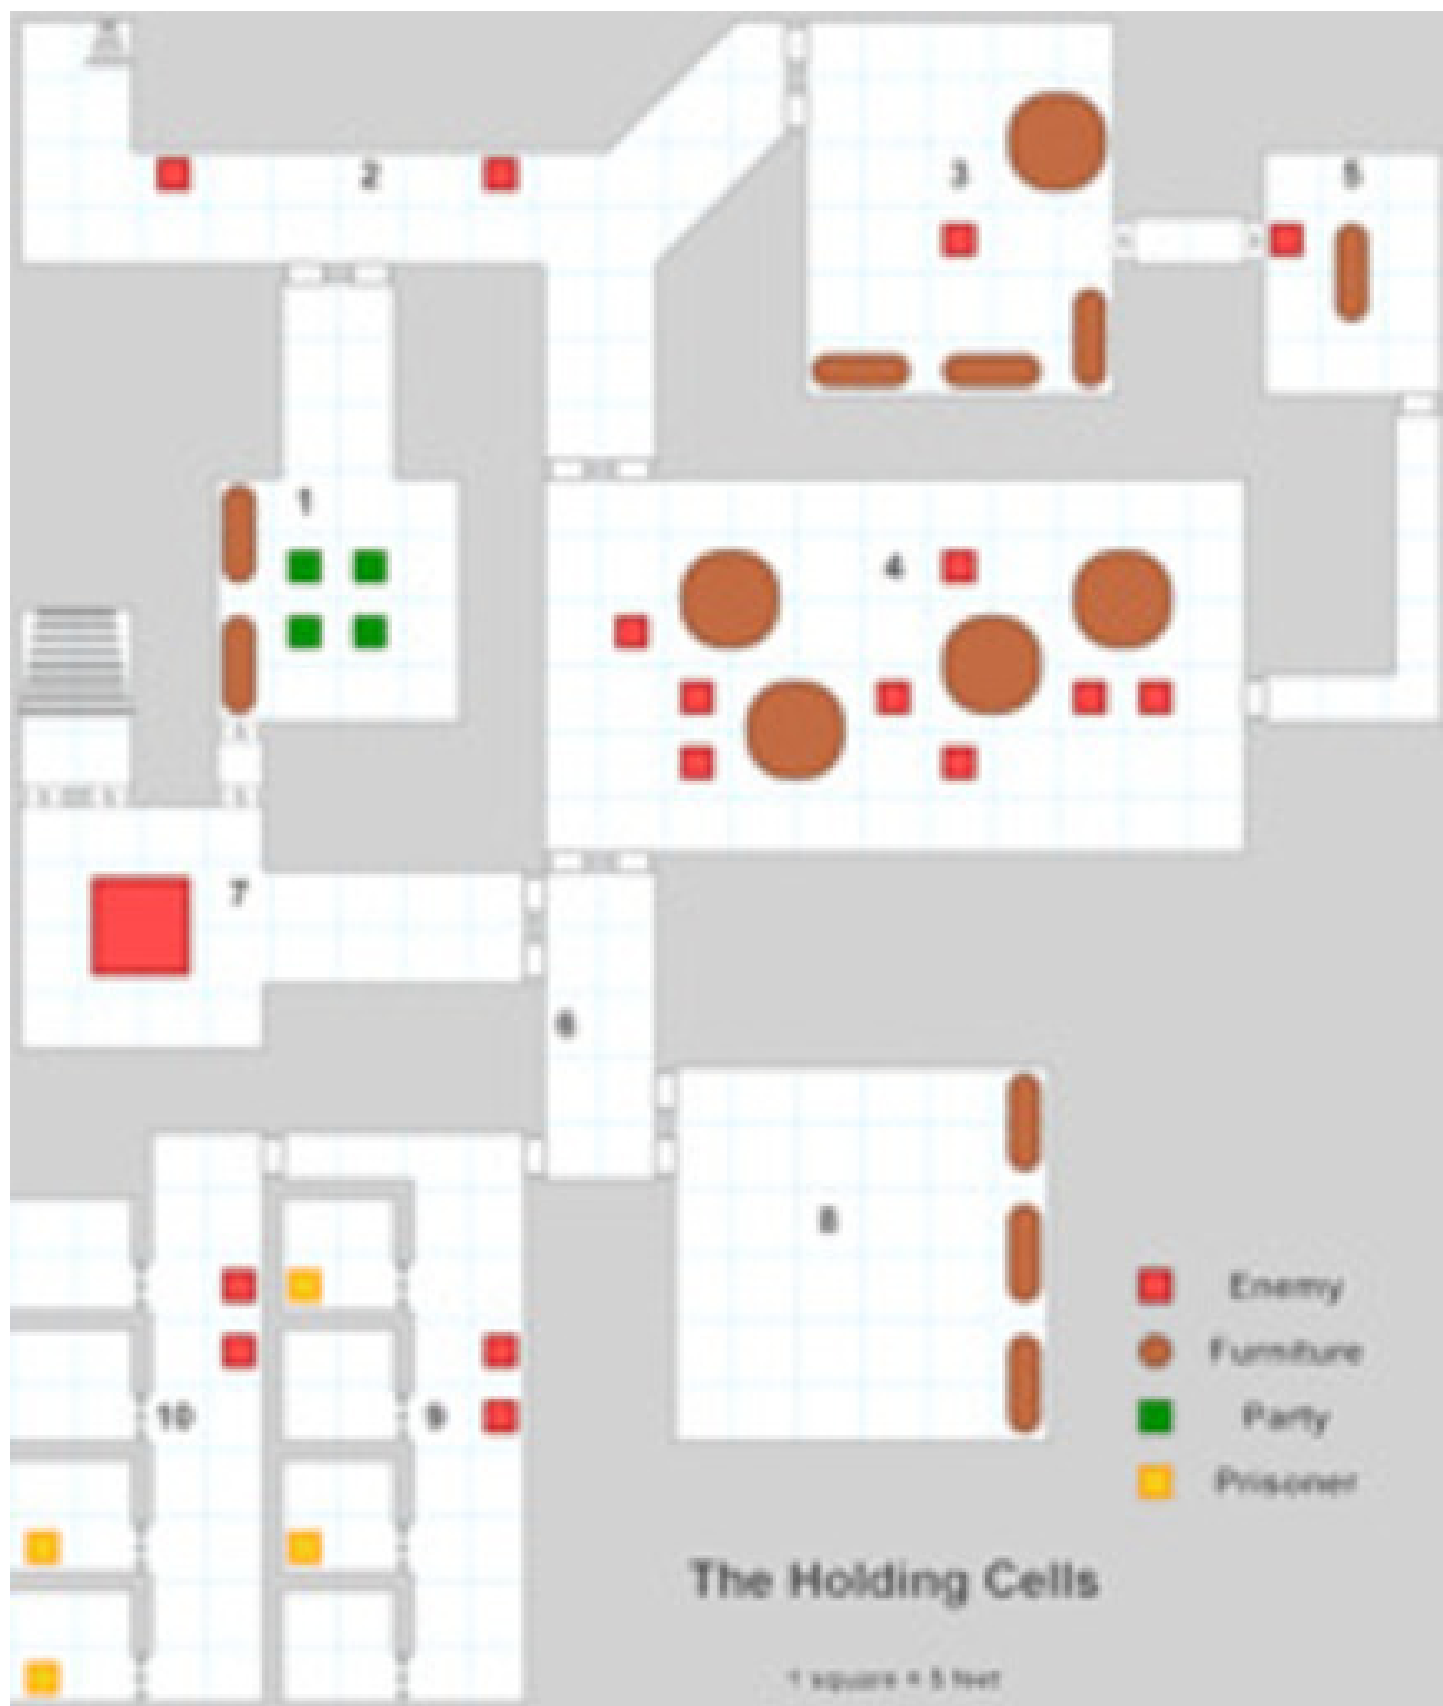 2
3
5
1
4
7
6
8
10
9
Enemy
Furniture
Party
Prisoner
The Holding Cells
1 square = 5 feet